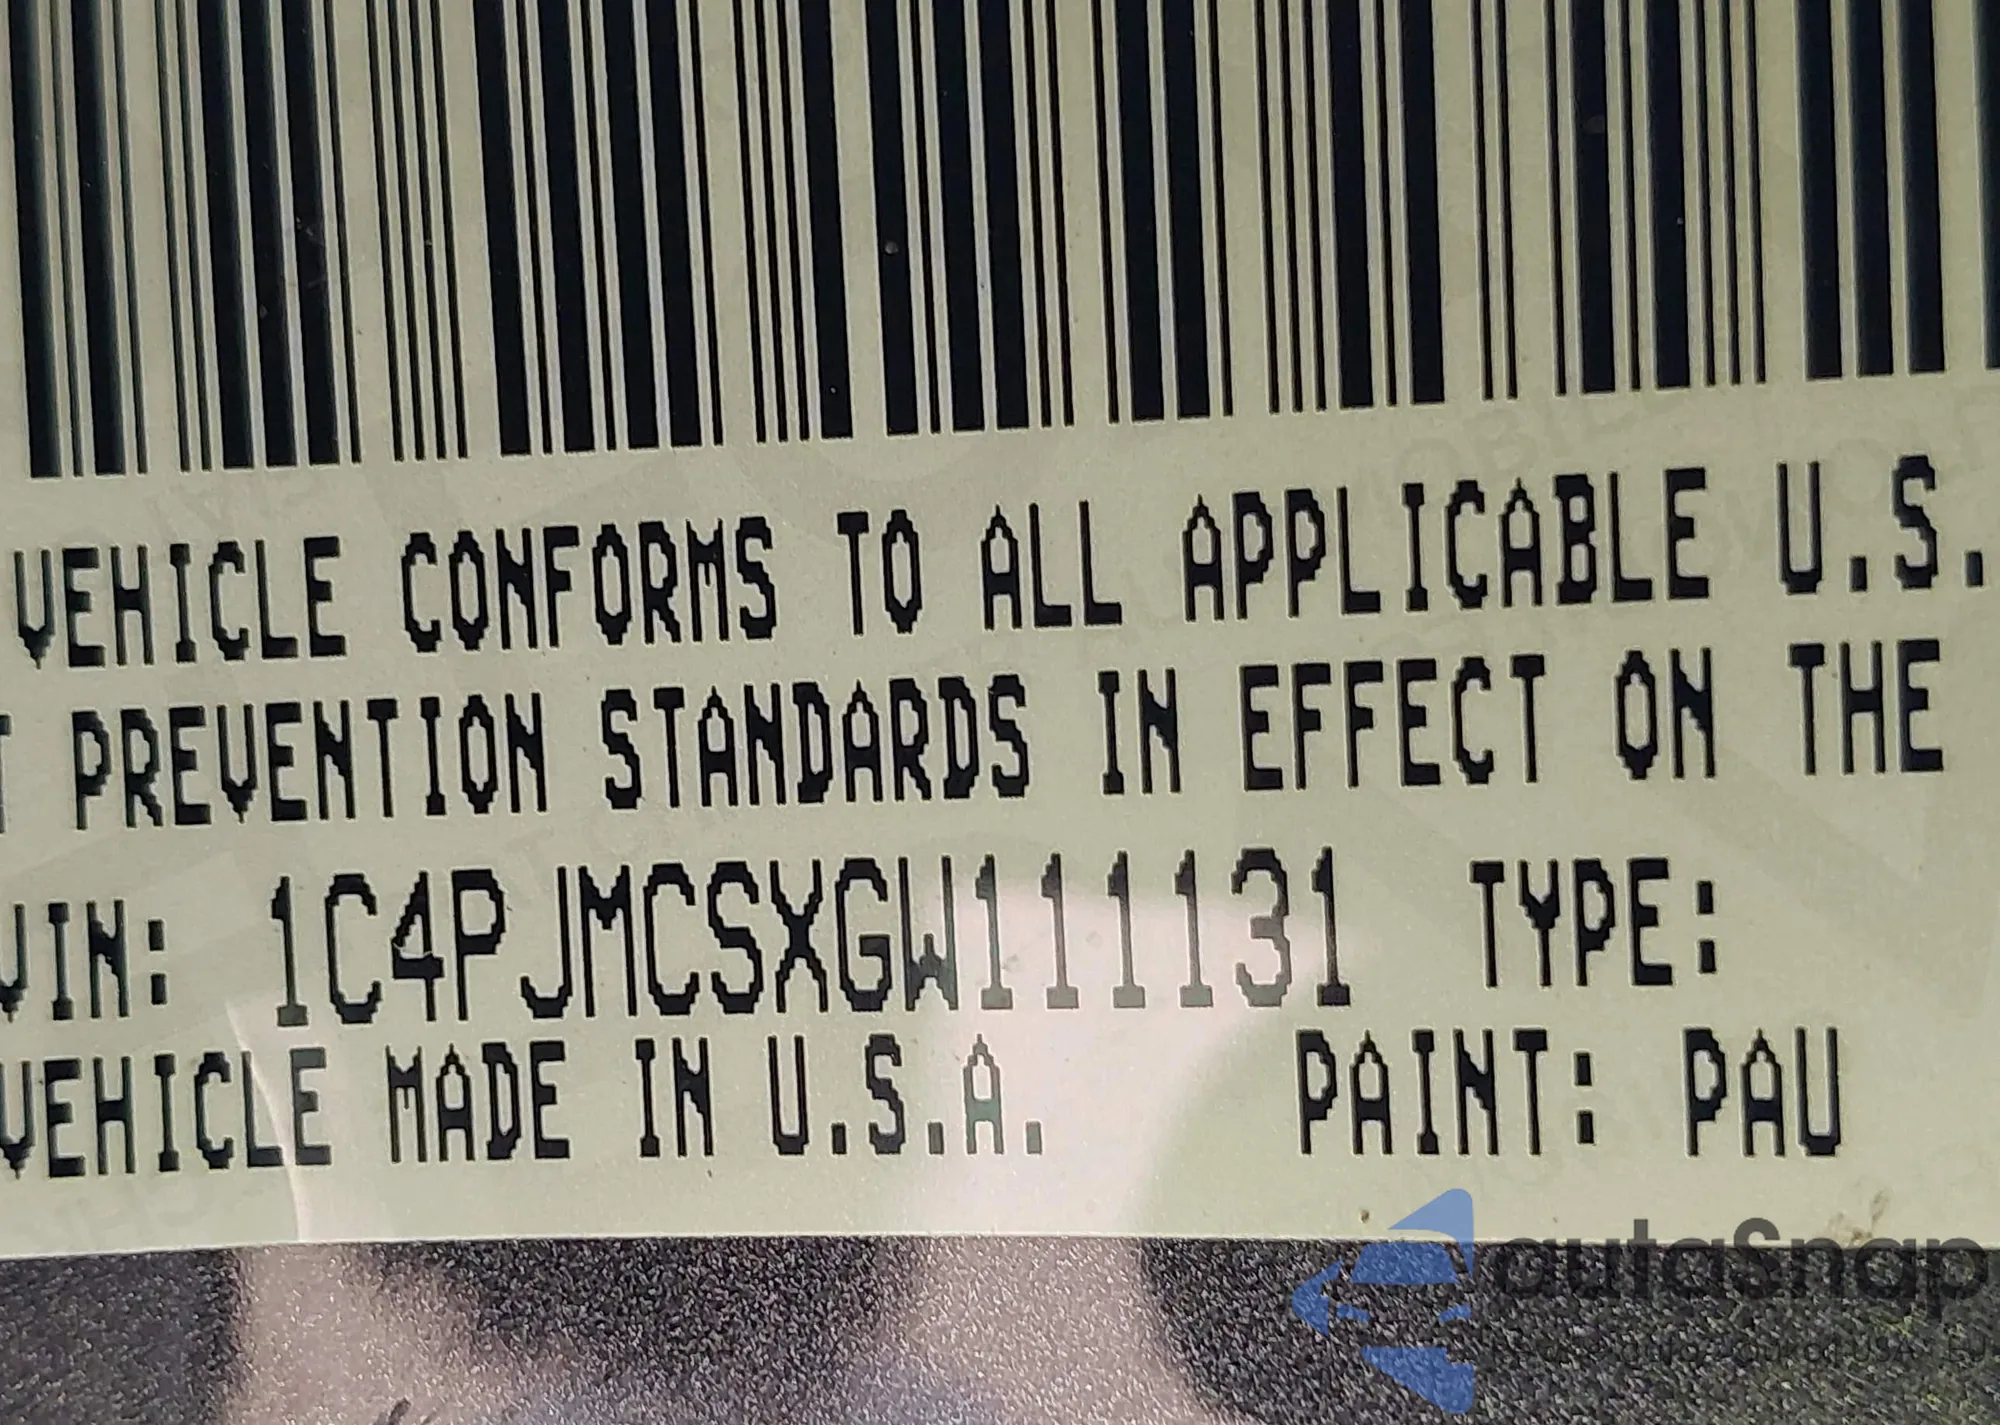 VEHICLE CONFORMS TO ALL APPLICABLE U.S.
T PREVENTION STANDARDS IN EFFECT ON THE
VIN: 1C4PJMCSXGW111131 TYPE:
VEHICLE MADE IN U.S.A. PAINT: PAU
autasnap